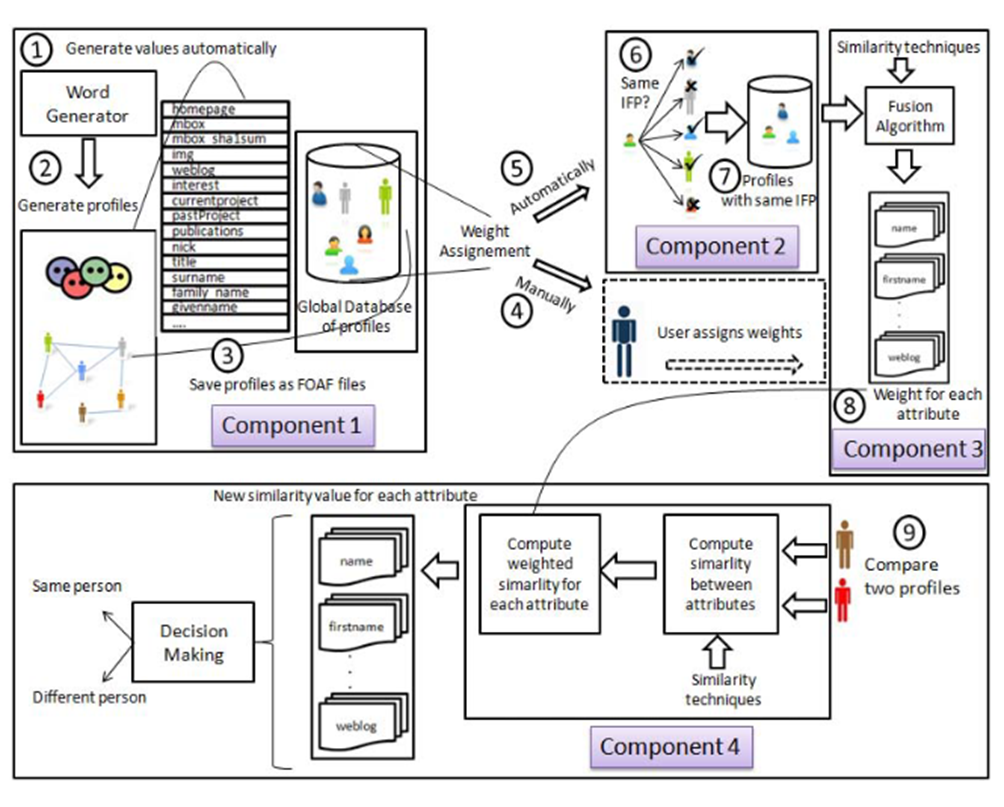 1
Generate values automatically
Word
Generator
2
Generate profiles
homepage
mbox
mbox sha1sum
img
weblog
interest
currentproject
pastProject
publications
nick
title
surname
family name
givenname
....
Global Database
of profiles
3
Save profiles as FOAF files
Component 1
Weight
Assignement
5
Automatically
4
Manually
6
Same
IFP?
7
Profiles
with same IFP
Component 2
User assigns weights
Similarity techniques
Fusion
Algorithm
name
firstname
.
.
.
weblog
8
Weight for each
attribute
Component 3
New similarity value for each attribute
9
Compare
two profiles
Compute
simarlity
between
attributes
Similarity
techniques
Compute
weighted
simarlity for
each attribute
name
firstname
.
.
.
weblog
Decision
Making
Same person
Different person
Component 4